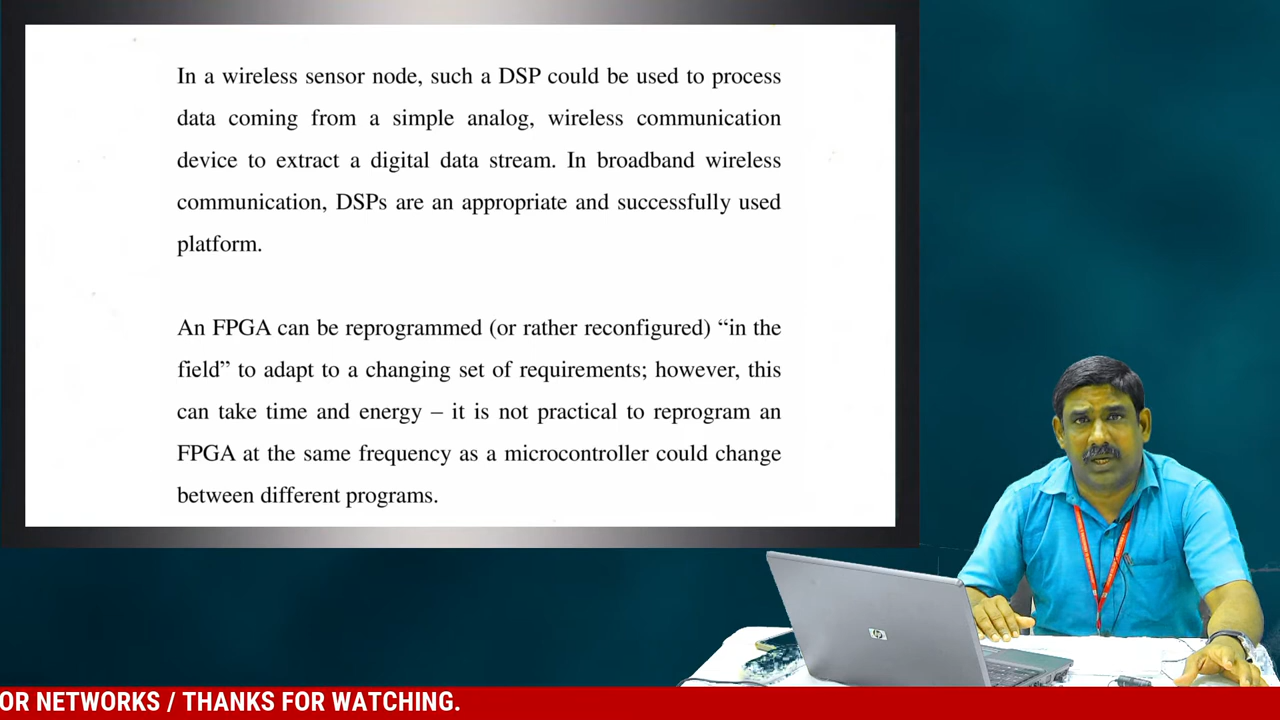 In a wireless sensor node, such a DSP could be used to process
data coming from a simple analog, wireless communication
device to extract a digital data stream. In broadband wireless
communication, DSPs are an appropriate and successfully used
platform.
An FPGA can be reprogrammed (or rather reconfigured) “in the
field” to adapt to a changing set of requirements; however, this
can take time and energy – it is not practical to reprogram an
FPGA at the same frequency as a microcontroller could change
between different programs.
hp
OR NETWORKS / THANKS FOR WATCHING.